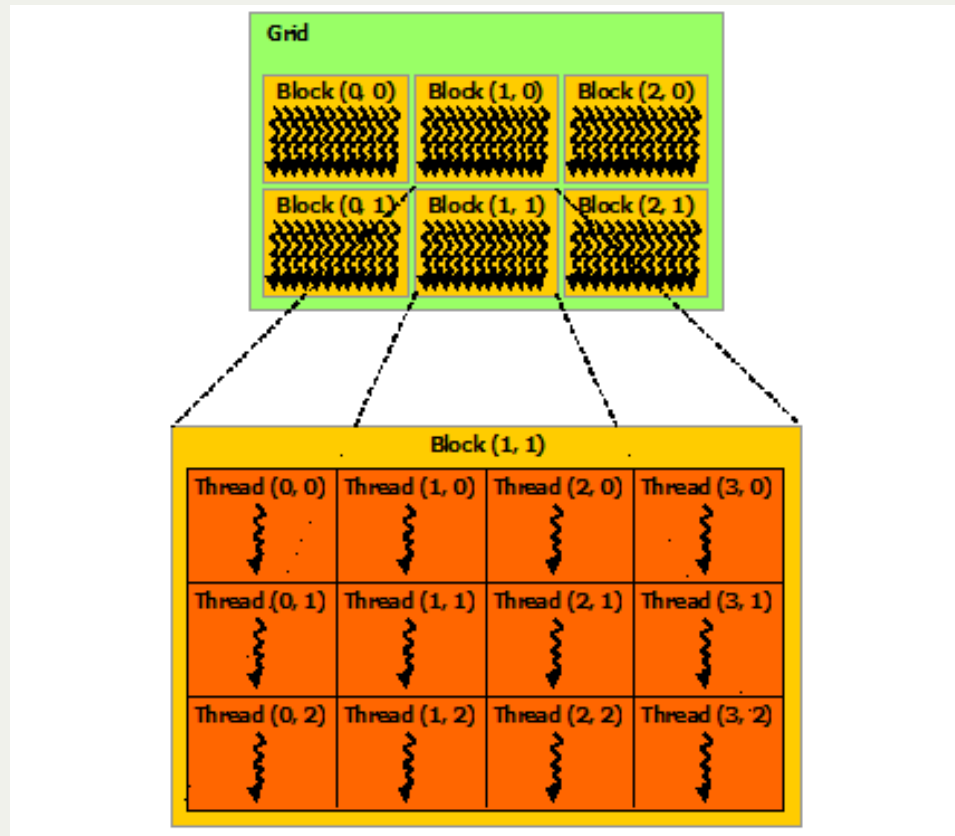 Grid
Block (0, 0) Block (1, 0) Block (2, 0)
Block (0, 1) Block (1, 1) Block (2, 1)
Block (1, 1)
Thread (0, 0) Thread (1, 0) Thread (2, 0) Thread (3, 0)
Thread (0, 1) Thread (1, 1) Thread (2, 1) Thread (3, 1)
Thread (0, 2) Thread (1, 2) Thread (2, 2) Thread (3, 2)